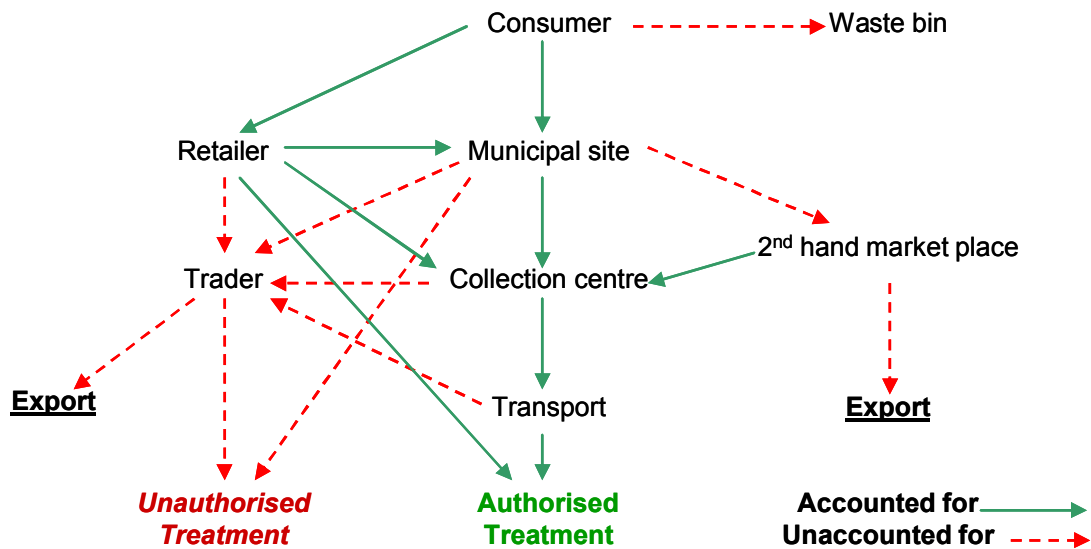 Consumer
Waste bin
Retailer
Municipal site
2nd hand market place
Trader
Collection centre
Export
Transport
Export
Unauthorised
Treatment
Authorised
Treatment
Accounted for
Unaccounted for